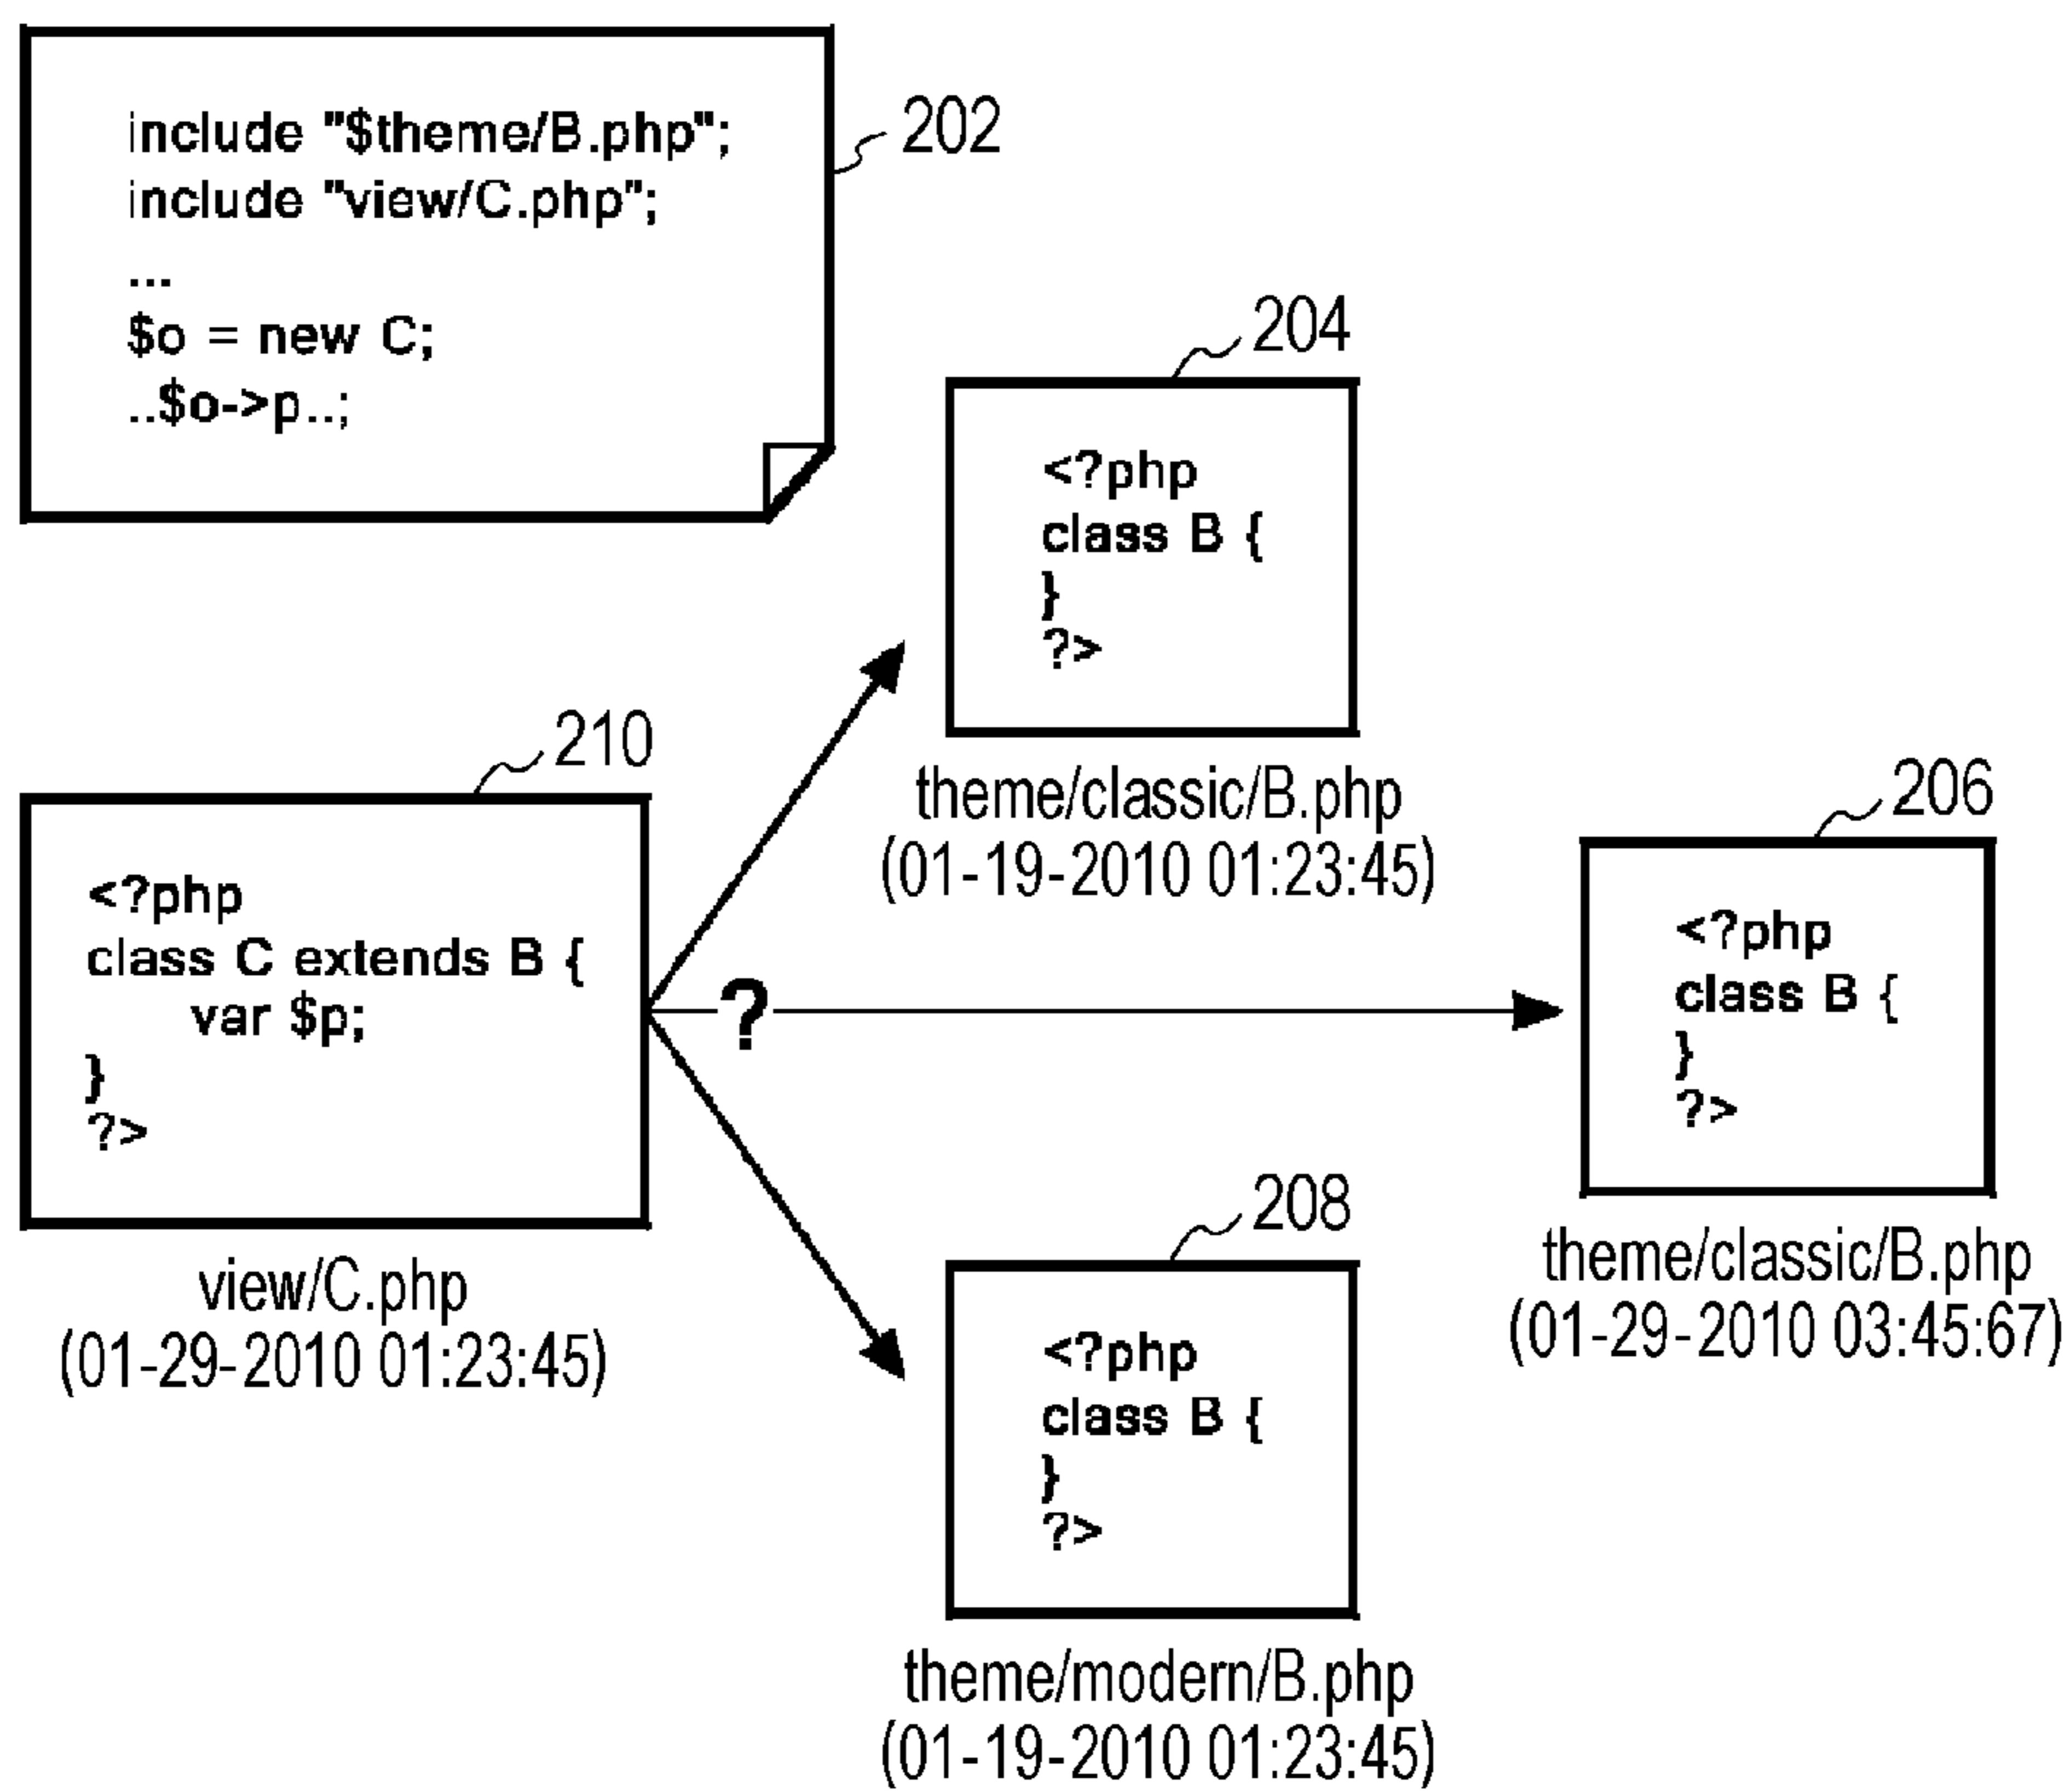 include "$theme/B.php";
include "view/C.php";
...
$o = new C;
..$o->p..;
202
204
<?php
class B {
}
?>
theme/classic/B.php
(01-19-2010 01:23:45)
210
<?php
class C extends B {
var $p;
}
?>
view/C.php
(01-29-2010 01:23:45)
?
206
<?php
class B {
}
?>
theme/classic/B.php
(01-29-2010 03:45:67)
208
<?php
class B {
}
?>
theme/modern/B.php
(01-19-2010 01:23:45)